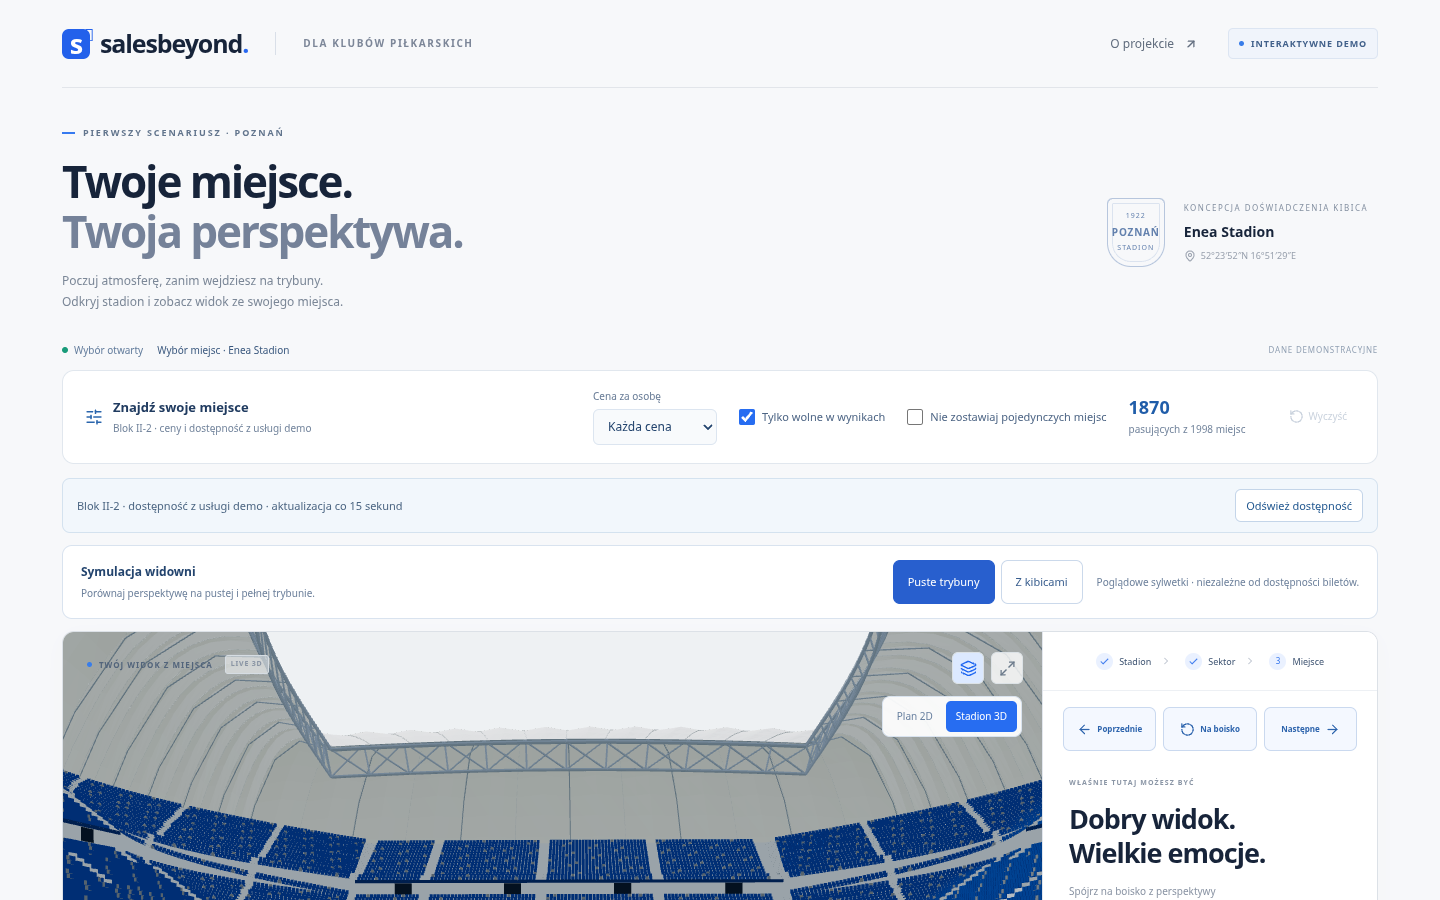 s salesbeyond.
DLA KLUBÓW PIŁKARSKICH
O projekcie
INTERAKTYWNE DEMO
PIERWSZY SCENARIUSZ · POZNAŃ
Twoje miejsce.
Twoja perspektywa.
Poczuj atmosferę, zanim wejdziesz na trybuny.
Odkryj stadion i zobacz widok ze swojego miejsca.
1922
POZNAŃ
STADION
KONCEPCJA DOŚWIADCZENIA KIBICA
Enea Stadion
52°23′52″N 16°51′29″E
Wybór otwarty
Wybór miejsc · Enea Stadion
DANE DEMONSTRACYJNE
Znajdź swoje miejsce
Blok II-2 · ceny i dostępność z usługi demo
Cena za osobę
Każda cena
Tylko wolne w wynikach
Nie zostawiaj pojedynczych miejsc
1870
pasujących z 1998 miejsc
Wyczyść
Blok II-2 · dostępność z usługi demo · aktualizacja co 15 sekund
Odśwież dostępność
Symulacja widowni
Porównaj perspektywę na pustej i pełnej trybunie.
Puste trybuny
Z kibicami
Poglądowe sylwetki · niezależne od dostępności biletów.
TWÓJ WIDOK Z MIEJSCA
LIVE 3D
Plan 2D
Stadion 3D
Stadion
Sektor
3 Miejsce
Poprzednie
Na boisko
Następne
WŁAŚNIE TUTAJ MOŻESZ BYĆ
Dobry widok.
Wielkie emocje.
Spójrz na boisko z perspektywy